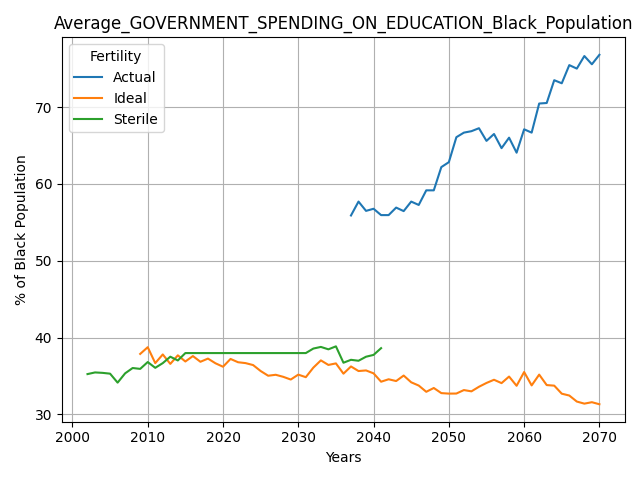 Average_GOVERNMENT_SPENDING_ON_EDUCATION_Black_Population
Fertility
Actual
Ideal
Sterile
% of Black Population
70
60
50
40
30
2000 2010 2020 2030 2040 2050 2060 2070
Years